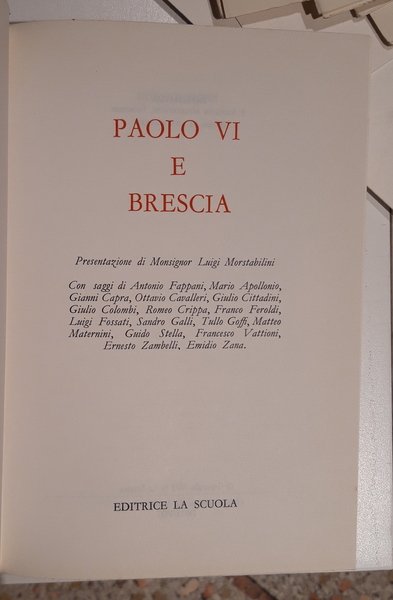 PAOLO VI
E
BRESCIA
Presentazione di Monsignor Luigi Morstabilini
Con saggi di Antonio Fappani, Mario Apollonio,
Gianni Capra, Ottavio Cavalleri, Giulio Cittadini,
Giulio Colombi, Romeo Crippa, Franco Feroldi,
Luigi Fossati, Sandro Galli, Tullo Goffi, Matteo
Maternini, Guido Stella, Francesco Vattioni,
Ernesto Zambelli, Emidio Zana.
EDITRICE LA SCUOLA